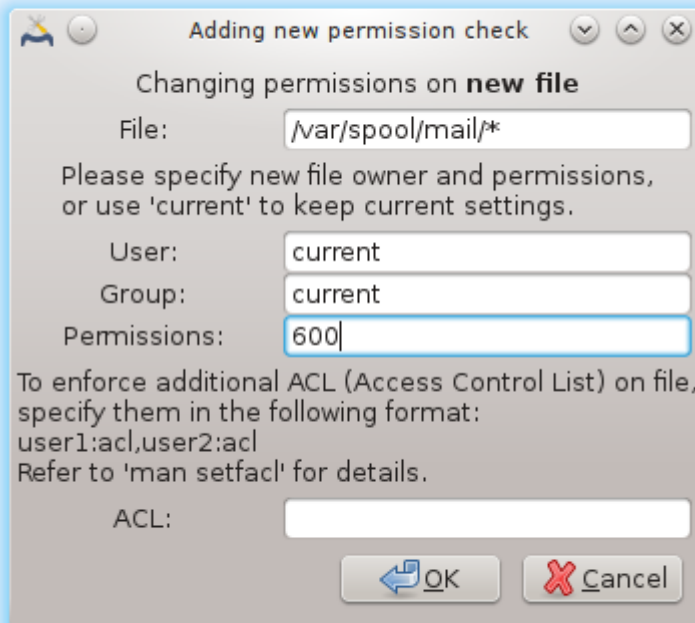 Adding new permission check
Changing permissions on new file
File: /var/spool/mail/*
Please specify new file owner and permissions,
or use 'current' to keep current settings.
User: current
Group: current
Permissions: 600
To enforce additional ACL (Access Control List) on file,
specify them in the following format:
user1:acl,user2:acl
Refer to 'man setfacl' for details.
ACL:
OK Cancel